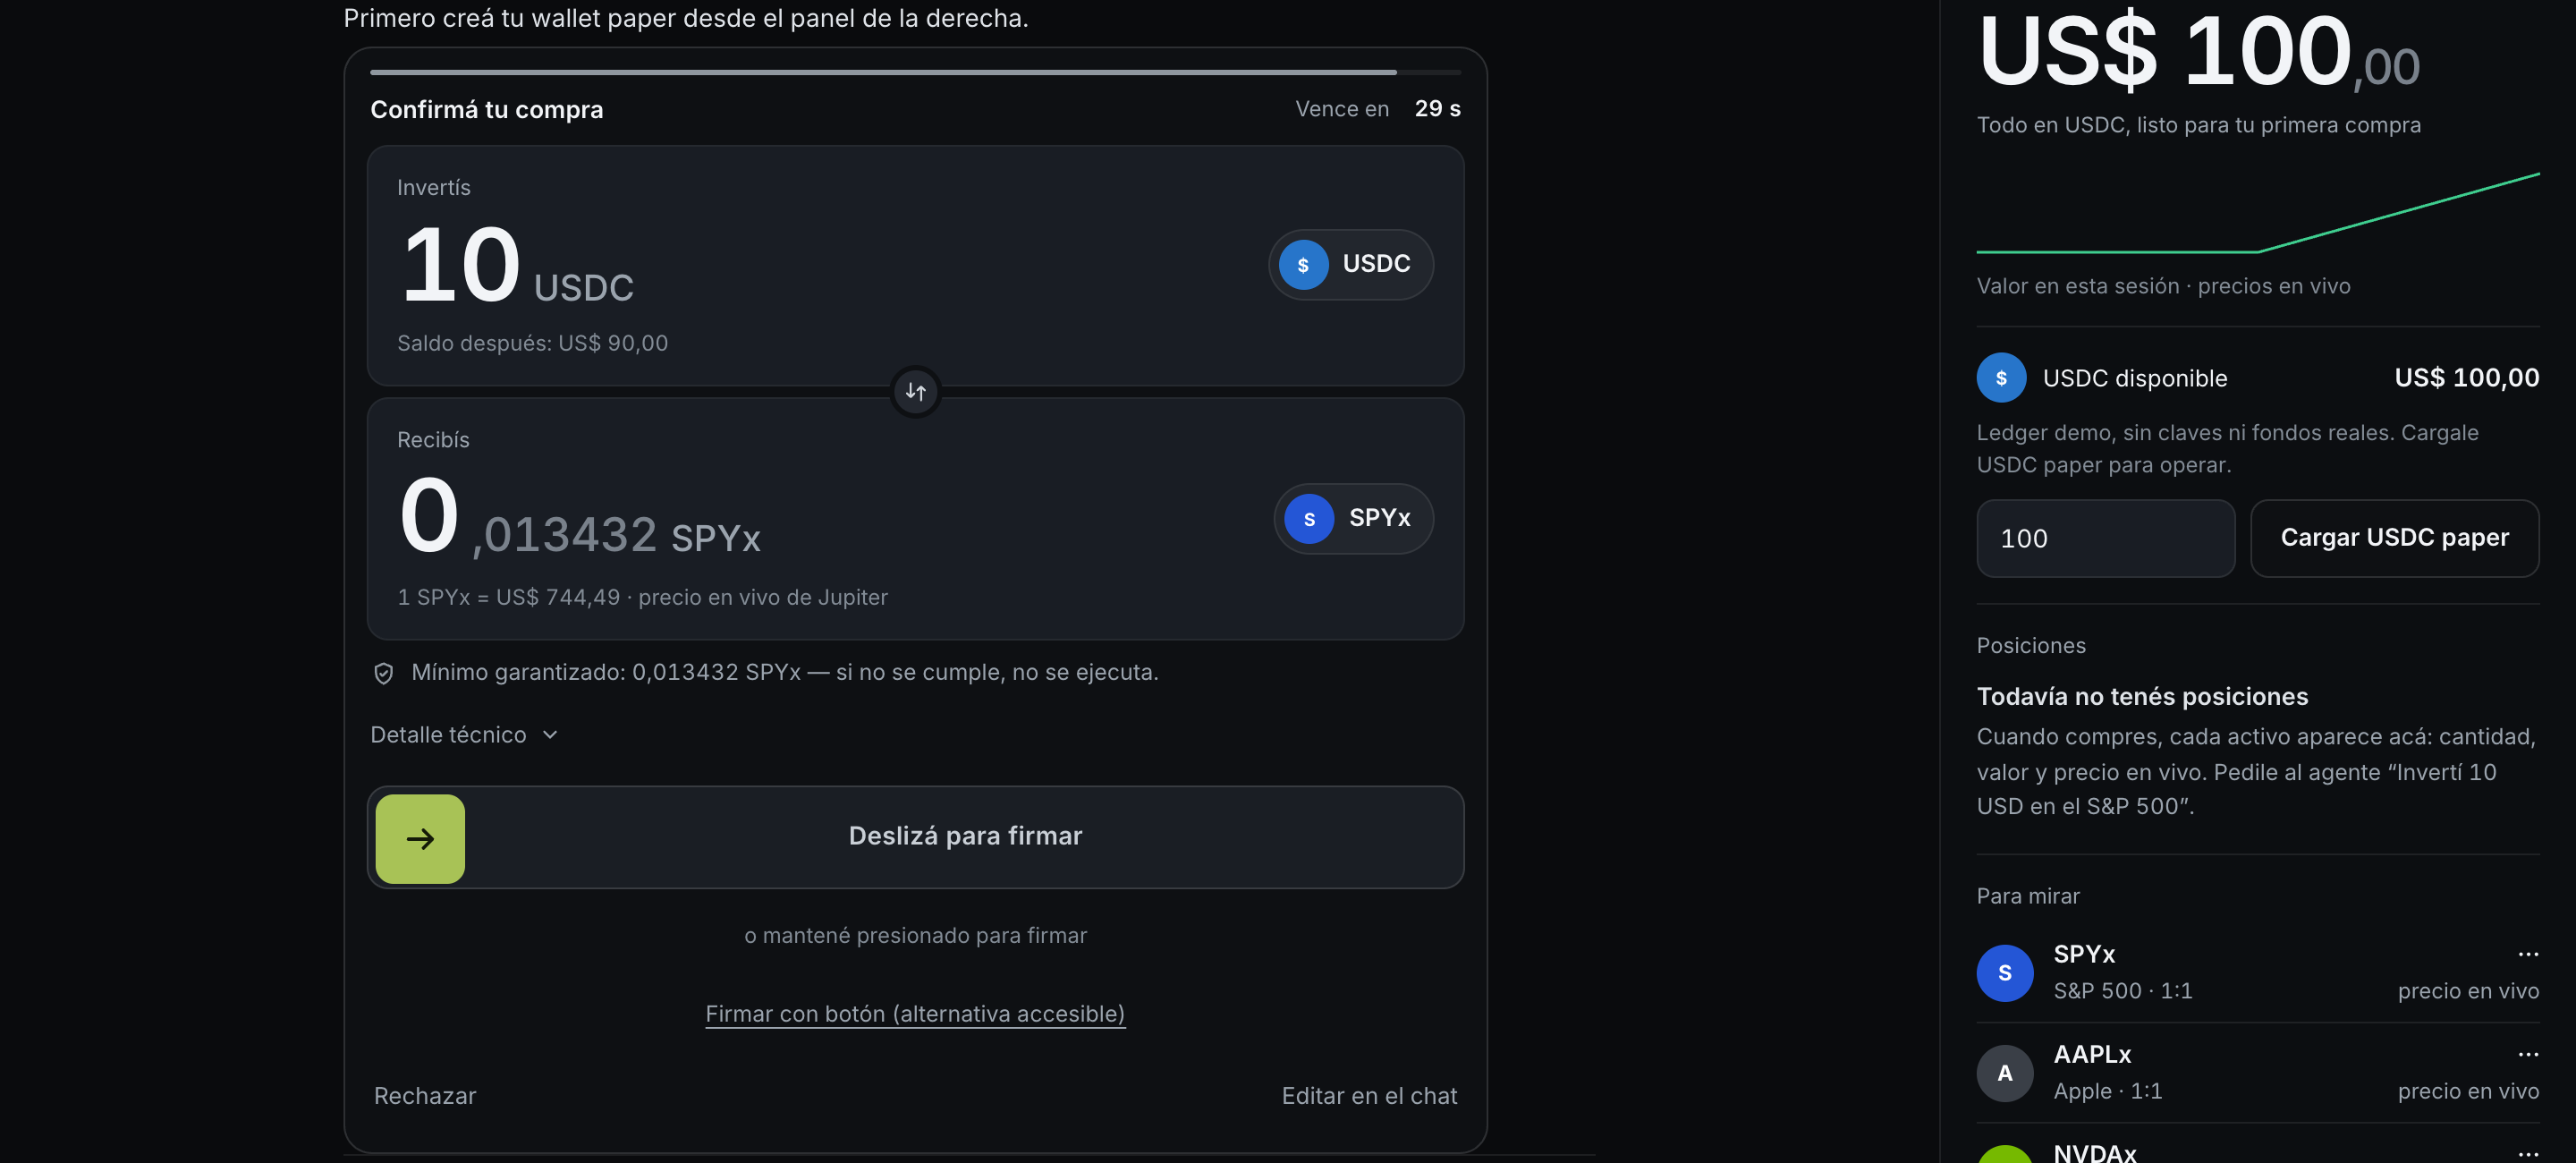 Primero creá tu wallet paper desde el panel de la derecha.
Confirmá tu compra
Vence en 29 s
Invertís
10 USDC
$ USDC
Saldo después: US$ 90,00
Recibís
0,013432 SPYx
S SPYx
1 SPYx = US$ 744,49 · precio en vivo de Jupiter
Mínimo garantizado: 0,013432 SPYx — si no se cumple, no se ejecuta.
Detalle técnico
Deslizá para firmar
o mantené presionado para firmar
Firmar con botón (alternativa accesible)
Rechazar
Editar en el chat
US$ 100,00
Todo en USDC, listo para tu primera compra
Valor en esta sesión · precios en vivo
$ USDC disponible US$ 100,00
Ledger demo, sin claves ni fondos reales. Cargale
USDC paper para operar.
100
Cargar USDC paper
Posiciones
Todavía no tenés posiciones
Cuando compres, cada activo aparece acá: cantidad,
valor y precio en vivo. Pedile al agente “Invertí 10
USD en el S&P 500”.
Para mirar
S SPYx ···
S&P 500 · 1:1 precio en vivo
A AAPLx ···
Apple · 1:1 precio en vivo
NVDAx ···